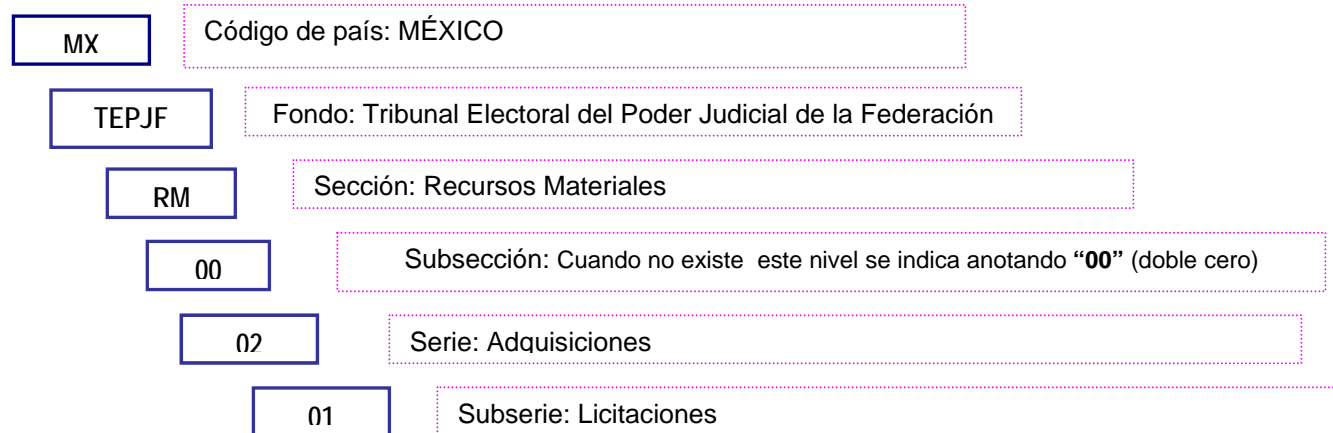 MX Código de país: MÉXICO
TEPJF Fondo: Tribunal Electoral del Poder Judicial de la Federación
RM Sección: Recursos Materiales
00 Subsección: Cuando no existe este nivel se indica anotando “00” (doble cero)
02 Serie: Adquisiciones
01 Subserie: Licitaciones